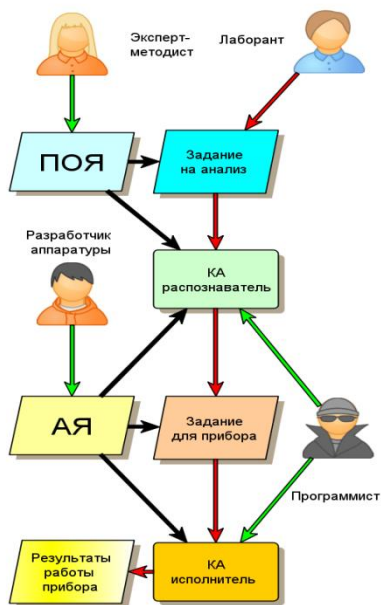 Эксперт-
методист
Лаборант
ПОЯ
Задание
на анализ
Разработчик
аппаратуры
КА
распознаватель
АЯ
Задание
для прибора
Программист
Результаты
работы
прибора
КА
исполнитель